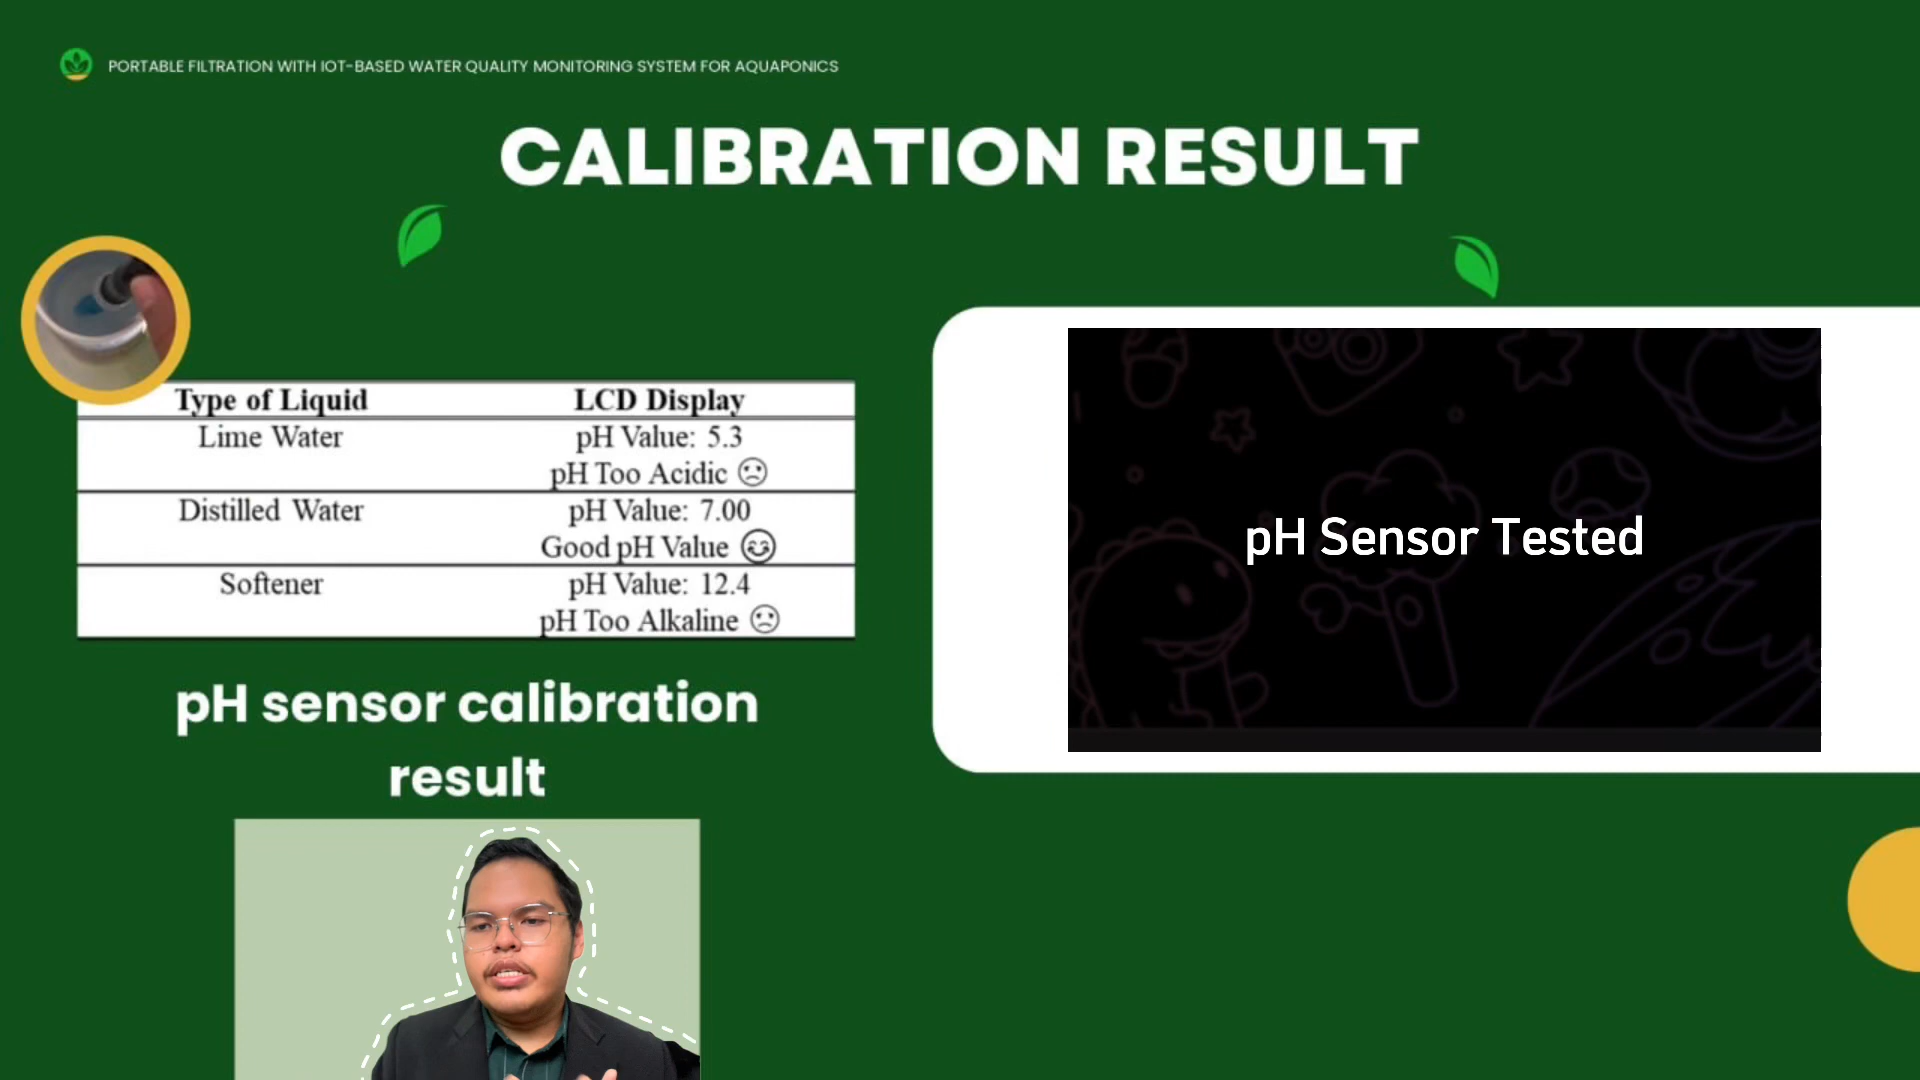 PORTABLE FILTRATION WITH IOT-BASED WATER QUALITY MONITORING SYSTEM FOR AQUAPONICS
CALIBRATION RESULT
Type of Liquid LCD Display
Lime Water pH Value: 5.3
pH Too Acidic ☹
Distilled Water pH Value: 7.00
Good pH Value 😊
Softener pH Value: 12.4
pH Too Alkaline ☹
pH sensor calibration
result
pH Sensor Tested